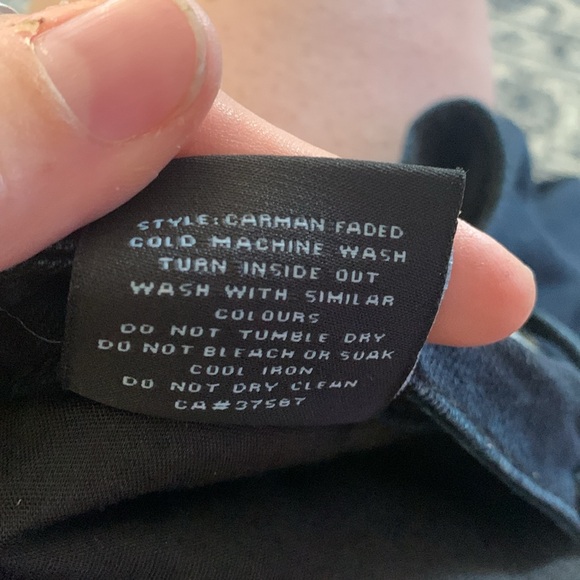 STYLE: CARMAN FADED
COLD MACHINE WASH
TURN INSIDE OUT
WASH WITH SIMILAR
COLOURS
DO NOT TUMBLE DRY
DO NOT BLEACH OR SOAK
COOL IRON
DO NOT DRY CLEAN
CA#37587